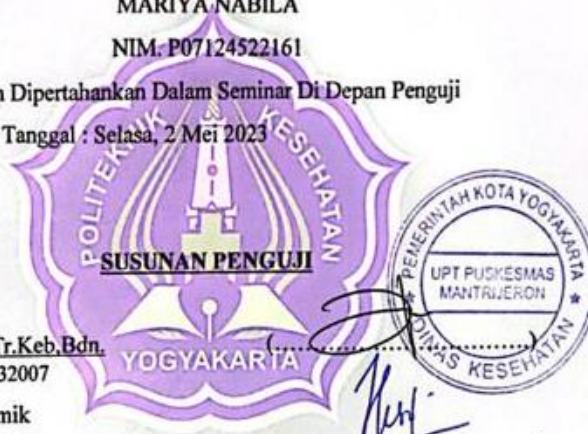 MARIYA NABILA
NIM. P07124522161
Dipertahankan Dalam Seminar Di Depan Penguji
Tanggal : Selasa, 2 Mei 2023
POLITEKNIK KESEHATAN
YOGYAKARTA
SUSUNAN PENGUJI
PEMERINTAH KOTA YOGYAKARTA
UPT PUSKESMAS
MANTRIJERON
* DINAS KESEHATAN *
Tr.Keb,Bdn.
(....................................)
32007
mik